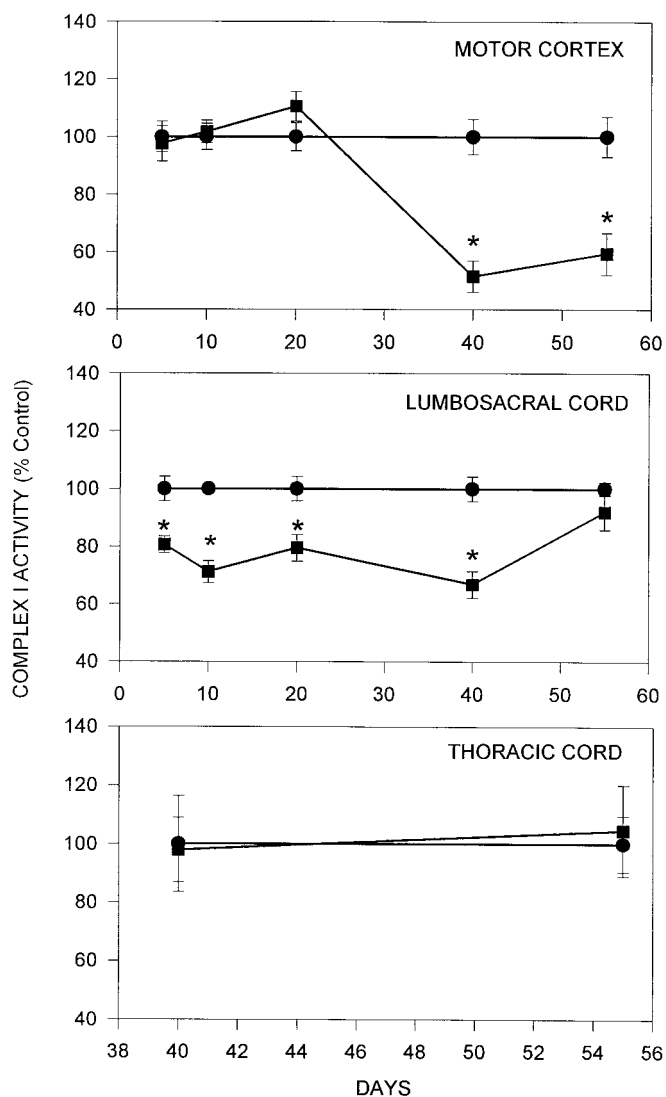 COMPLEX I ACTIVITY (% Control)
MOTOR CORTEX
140
120
100
80
60
40
0 10 20 30 40 50 60
* *
LUMBOSACRAL CORD
140
120
100
80
60
40
0 10 20 30 40 50 60
* * * *
THORACIC CORD
140
120
100
80
60
40
38 40 42 44 46 48 50 52 54 56
DAYS